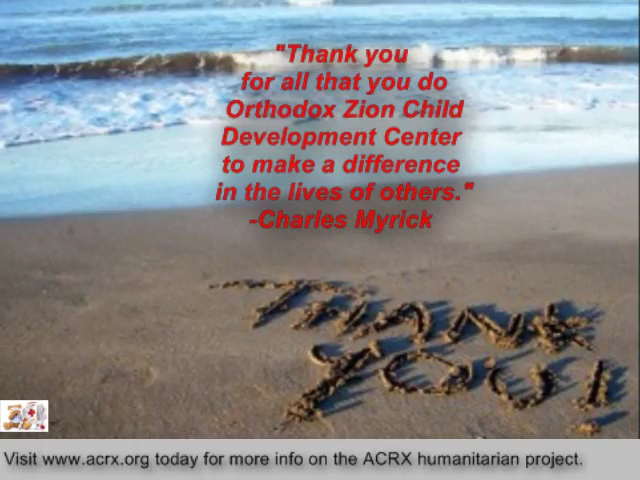 "Thank you
for all that you do
Orthodox Zion Child
Development Center
to make a difference
in the lives of others."
-Charles Myrick
THANK
YOU!
Visit www.acrx.org today for more info on the ACRX humanitarian project.